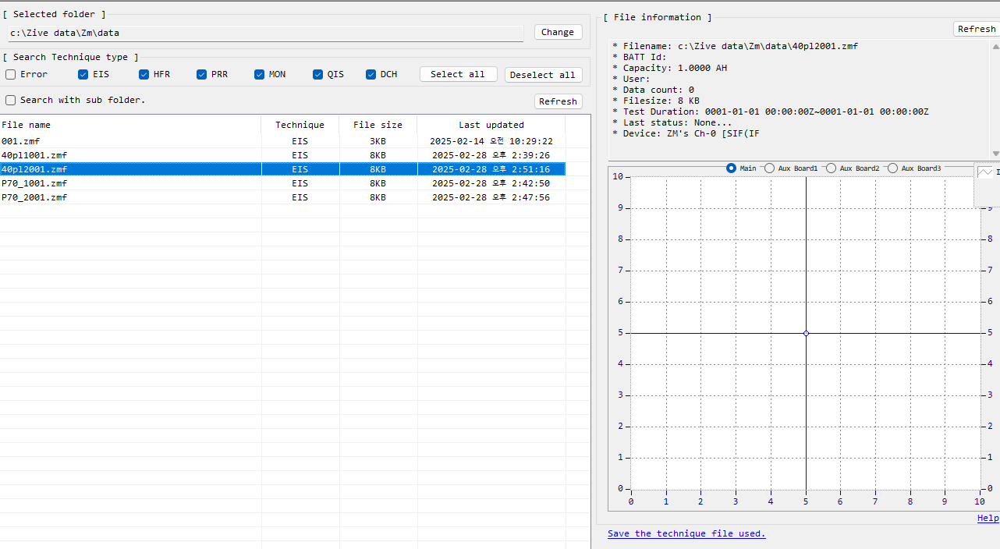 [ Selected folder ]
c:\Zive data\Zm\data
Change
[ Search Technique type ]
Error EIS HFR PRR MON QIS DCH Select all Deselect all
Search with sub folder.
Refresh
File name Technique File size Last updated
001.zmf EIS 3KB 2025-02-14 오전 10:29:22
40pl1001.zmf EIS 8KB 2025-02-28 오후 2:39:26
40pl2001.zmf EIS 8KB 2025-02-28 오후 2:51:16
P70_1001.zmf EIS 8KB 2025-02-28 오후 2:42:50
P70_2001.zmf EIS 8KB 2025-02-28 오후 2:47:56
[ File information ]
Refresh
* Filename: c:\Zive data\Zm\data\40pl2001.zmf
* BATT Id:
* Capacity: 1.0000 AH
* User:
* Data count: 0
* Filesize: 8 KB
* Test Duration: 0001-01-01 00:00:00Z~0001-01-01 00:00:00Z
* Last status: None...
* Device: ZM's Ch-0 [SIF(IF
Main Aux Board1 Aux Board2 Aux Board3
10
9 9
8 8
7 7
6 6
5 5
4 4
3 3
2 2
1 1
0 0
0 1 2 3 4 5 6 7 8 9 10
Help
Save the technique file used.